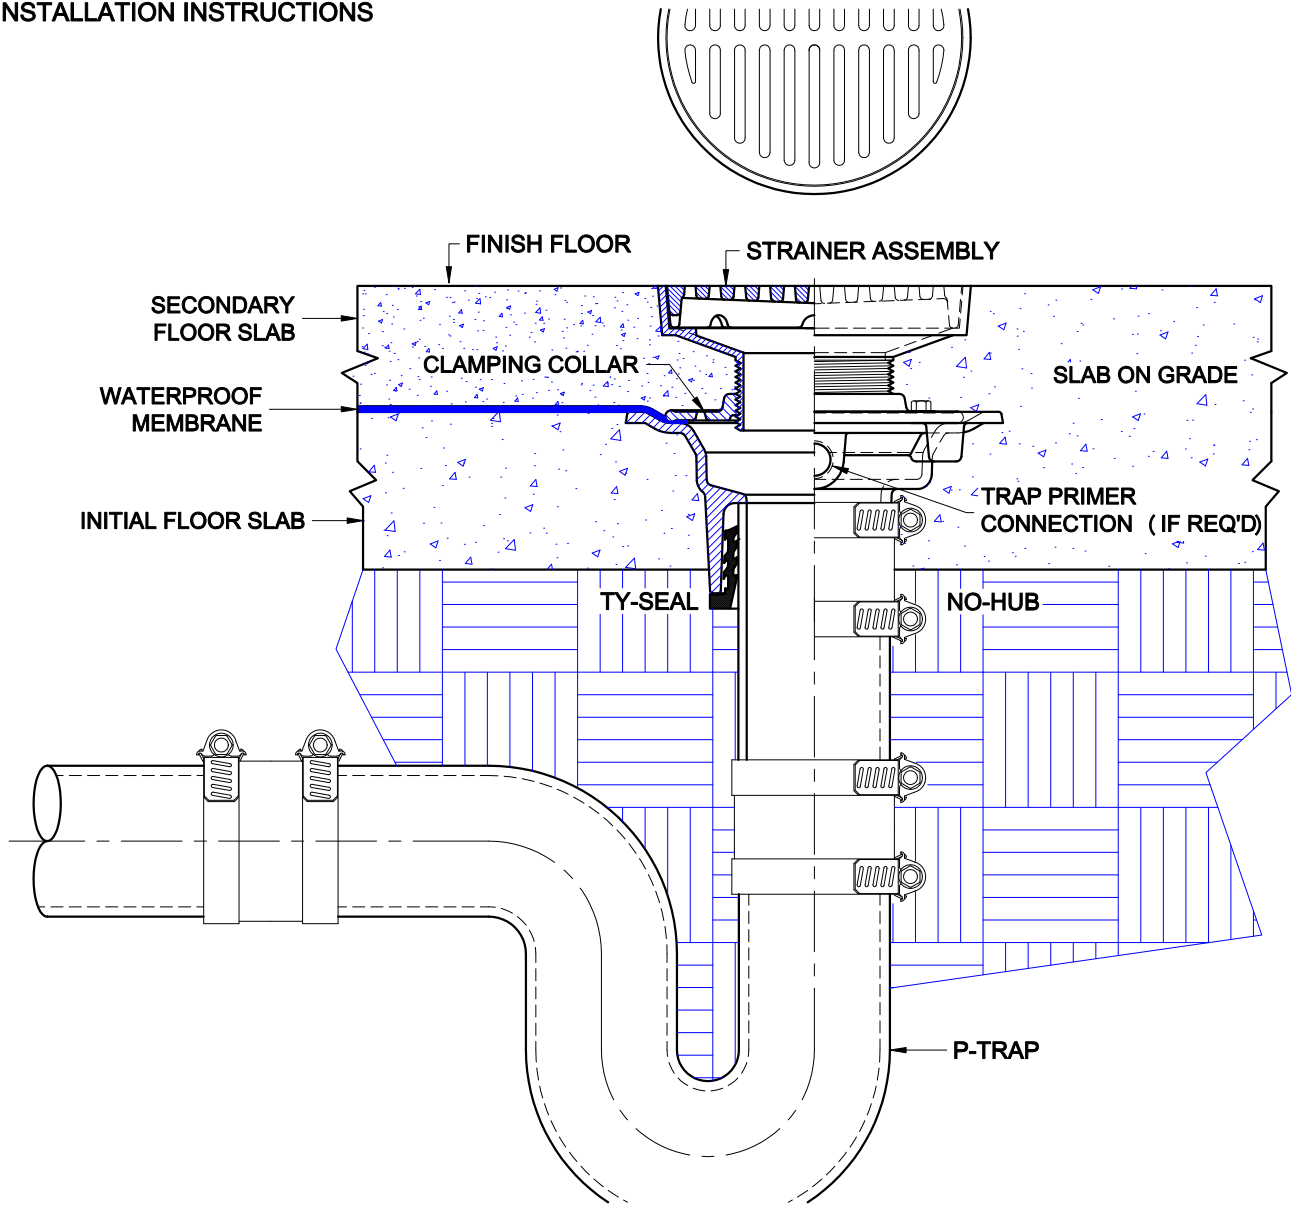 NSTALLATION INSTRUCTIONS
FINISH FLOOR
STRAINER ASSEMBLY
SECONDARY
FLOOR SLAB
CLAMPING COLLAR
SLAB ON GRADE
WATERPROOF
MEMBRANE
TRAP PRIMER
CONNECTION ( IF REQ'D)
INITIAL FLOOR SLAB
TY-SEAL
NO-HUB
P-TRAP